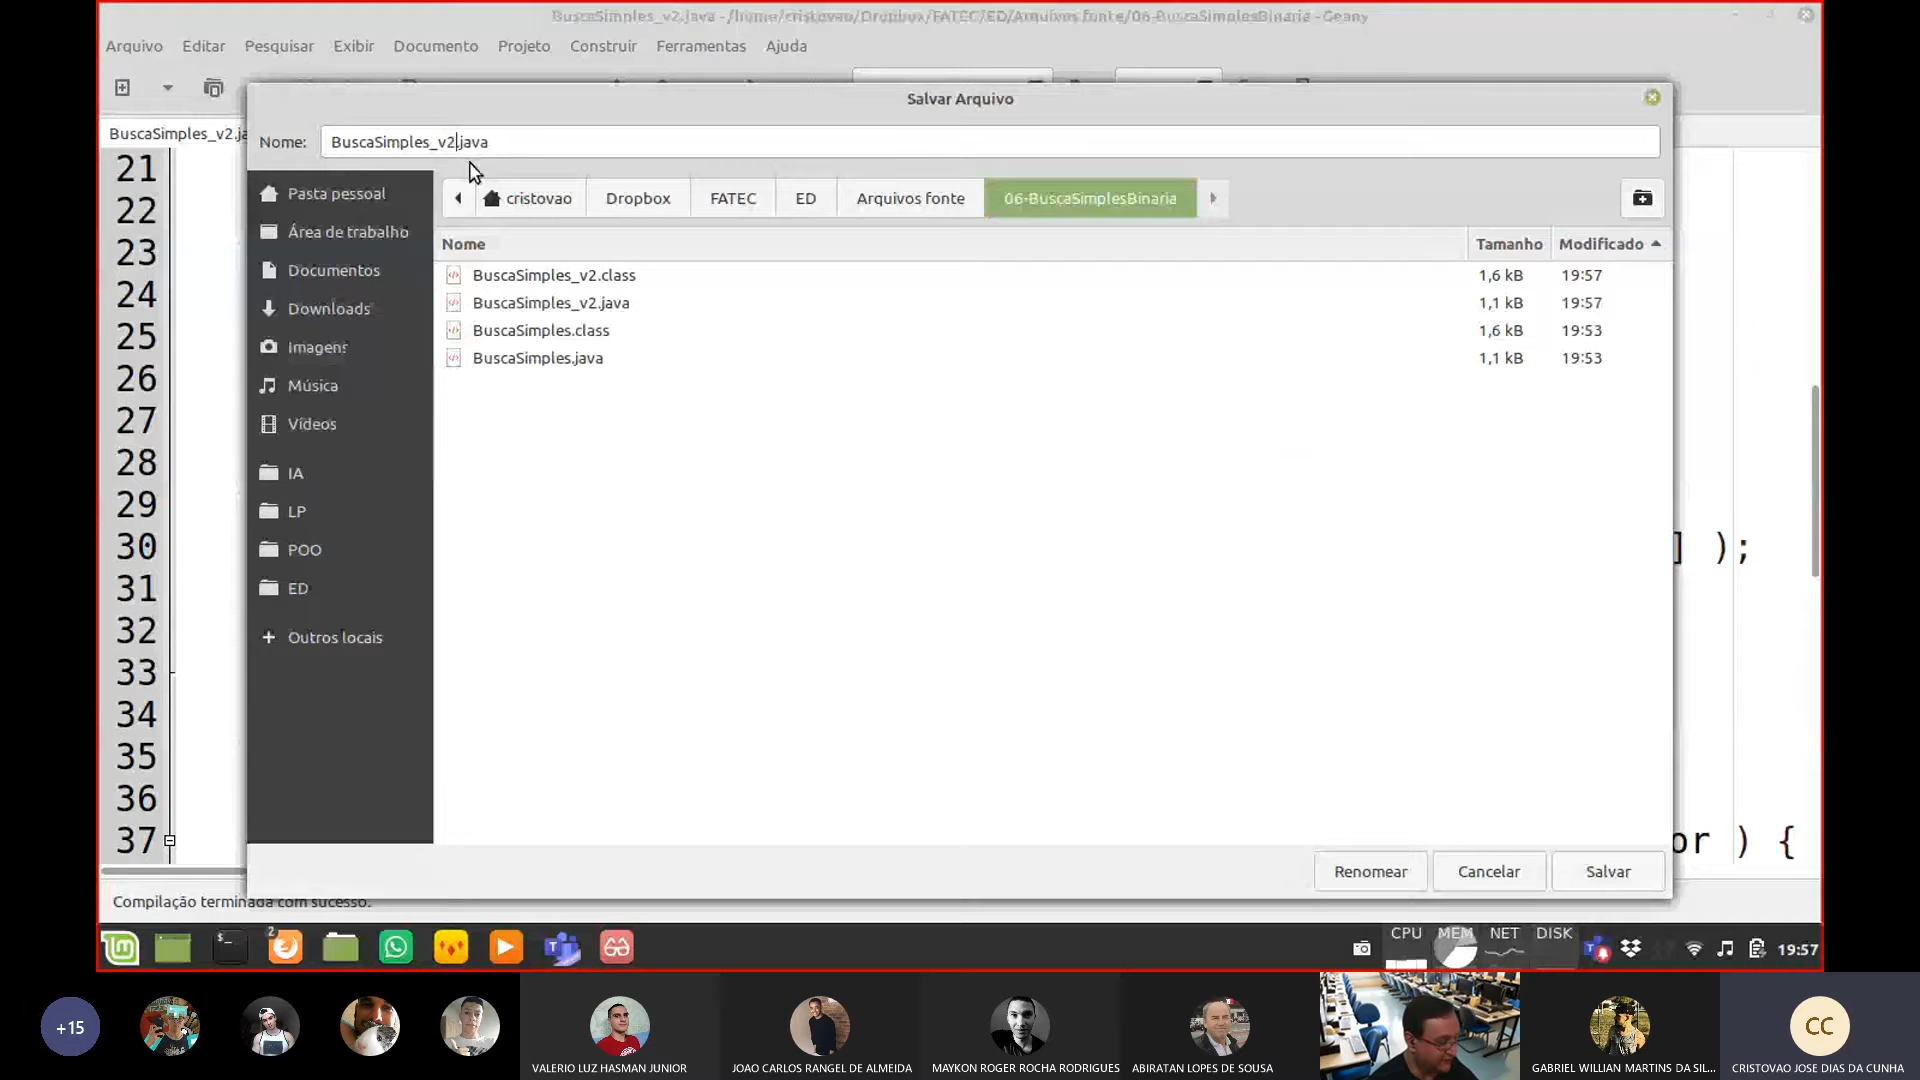 BuscaSimples_v2.java - /home/cristovao/Dropbox/FATEC/ED/Arquivos fonte/06-BuscaSimplesBinaria - Geany
Arquivo Editar Pesquisar Exibir Documento Projeto Construir Ferramentas Ajuda
Salvar Arquivo
BuscaSimples_v2.ja
Nome: BuscaSimples_v2.java
cristovao Dropbox FATEC ED Arquivos fonte 06-BuscaSimplesBinaria
Nome Tamanho Modificado
BuscaSimples_v2.class 1,6 kB 19:57
BuscaSimples_v2.java 1,1 kB 19:57
BuscaSimples.class 1,6 kB 19:53
BuscaSimples.java 1,1 kB 19:53
Pasta pessoal
Área de trabalho
Documentos
Downloads
Imagens
Música
Vídeos
IA
LP
POO
ED
Outros locais
21
22
23
24
25
26
27
28
29
30 ] );
31
32
33
34
35
36
37 or ) {
Renomear Cancelar Salvar
Compilação terminada com sucesso.
2 CPU MEM NET DISK 19:57
+15
VALERIO LUZ HASMAN JUNIOR
JOAO CARLOS RANGEL DE ALMEIDA
MAYKON ROGER ROCHA RODRIGUES
ABIRATAN LOPES DE SOUSA
GABRIEL WILLIAN MARTINS DA SIL...
CC
CRISTOVAO JOSE DIAS DA CUNHA